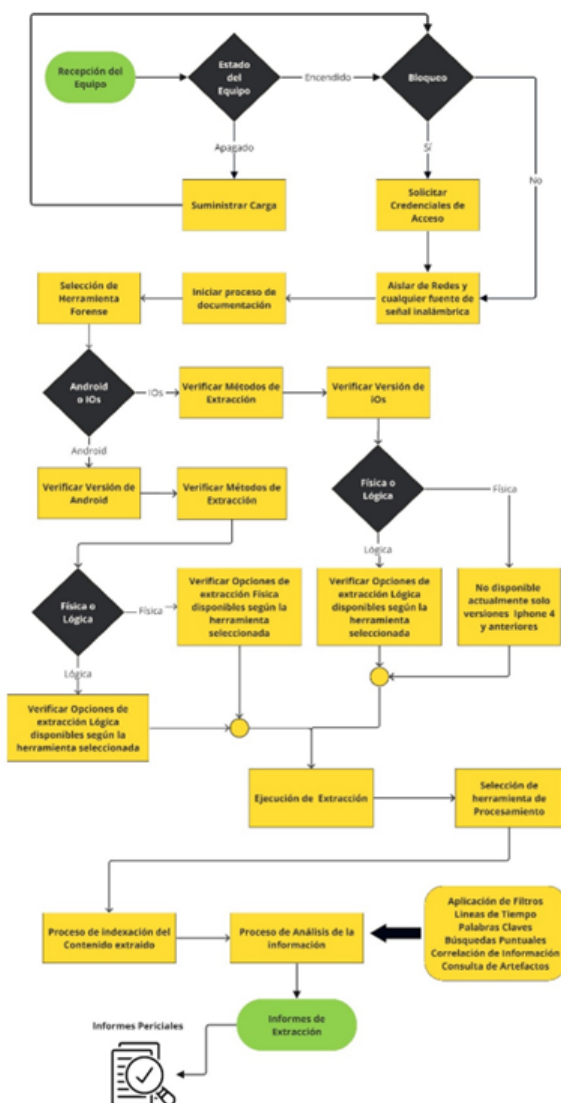 Recepción del
Equipo
Estado
del
Equipo
Encendido
Bloqueo
Apagado
Sí
No
Suministrar Carga
Solicitar
Credenciales de
Acceso
Selección de
Herramienta
Forense
Iniciar proceso de
documentación
Aislar de Redes y
cualquier fuente de
señal inalámbrica
Android
o IOs
IOs
Verificar Métodos de
Extracción
Verificar Versión de
iOs
Android
Verificar Versión de
Android
Verificar Métodos de
Extracción
Física o
Lógica
Física
Lógica
Física o
Lógica
Física
Verificar Opciones de
extracción Física
disponibles según la
herramienta
seleccionada
Verificar Opciones de
extracción Lógica
disponibles según la
herramienta
seleccionada
No disponible
actualmente solo
versiones Iphone 4
y anteriores
Lógica
Verificar Opciones de
extracción Lógica
disponibles según la
herramienta seleccionada
Ejecución de Extracción
Selección de
herramienta de
Procesamiento
Proceso de indexación del
Contenido extraido
Proceso de Análisis de la
información
Aplicación de Filtros
Lineas de Tiempo
Palabras Claves
Búsquedas Puntuales
Correlación de Información
Consulta de Artefactos
Informes de
Extracción
Informes Periciales